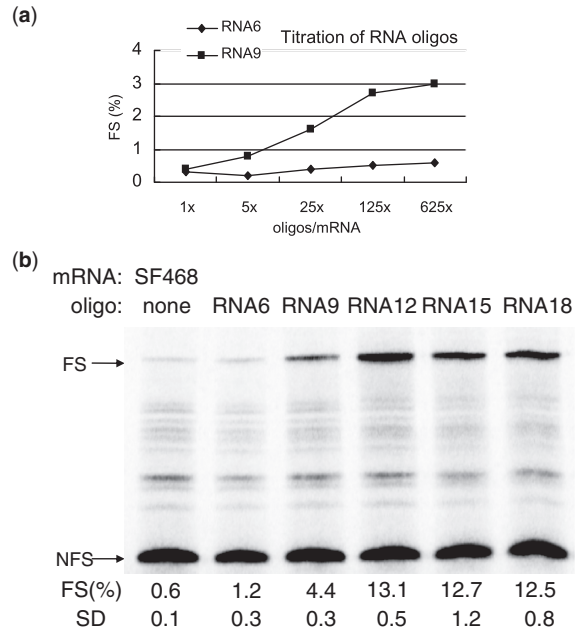 (a)
RNA6
RNA9
Titration of RNA oligos
FS (%)
4
3
2
1
0
1x 5x 25x 125x 625x
oligos/mRNA
(b)
mRNA: SF468
oligo: none RNA6 RNA9 RNA12 RNA15 RNA18
FS
NFS
FS(%) 0.6 1.2 4.4 13.1 12.7 12.5
SD 0.1 0.3 0.3 0.5 1.2 0.8